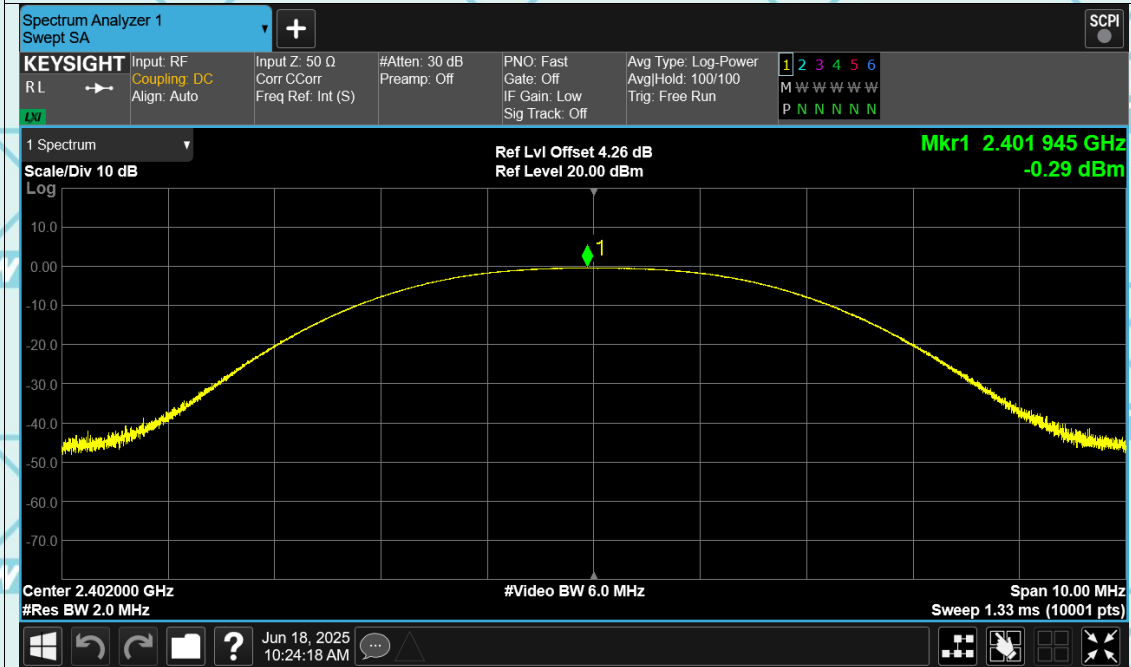 Spectrum Analyzer 1
Swept SA
+
SCPI
KEYSIGHT
R L
LXI
Input: RF
Coupling: DC
Align: Auto
Input Z: 50 Ω
Corr CCorr
Freq Ref: Int (S)
#Atten: 30 dB
Preamp: Off
PNO: Fast
Gate: Off
IF Gain: Low
Sig Track: Off
Avg Type: Log-Power
Avg|Hold: 100/100
Trig: Free Run
1 2 3 4 5 6
M W W W W W
P N N N N N
1 Spectrum
Scale/Div 10 dB
Log
Ref Lvl Offset 4.26 dB
Ref Level 20.00 dBm
Mkr1 2.401 945 GHz
-0.29 dBm
10.0
0.00
-10.0
-20.0
-30.0
-40.0
-50.0
-60.0
-70.0
1
Center 2.402000 GHz
#Res BW 2.0 MHz
#Video BW 6.0 MHz
Span 10.00 MHz
Sweep 1.33 ms (10001 pts)
?
Jun 18, 2025
10:24:18 AM